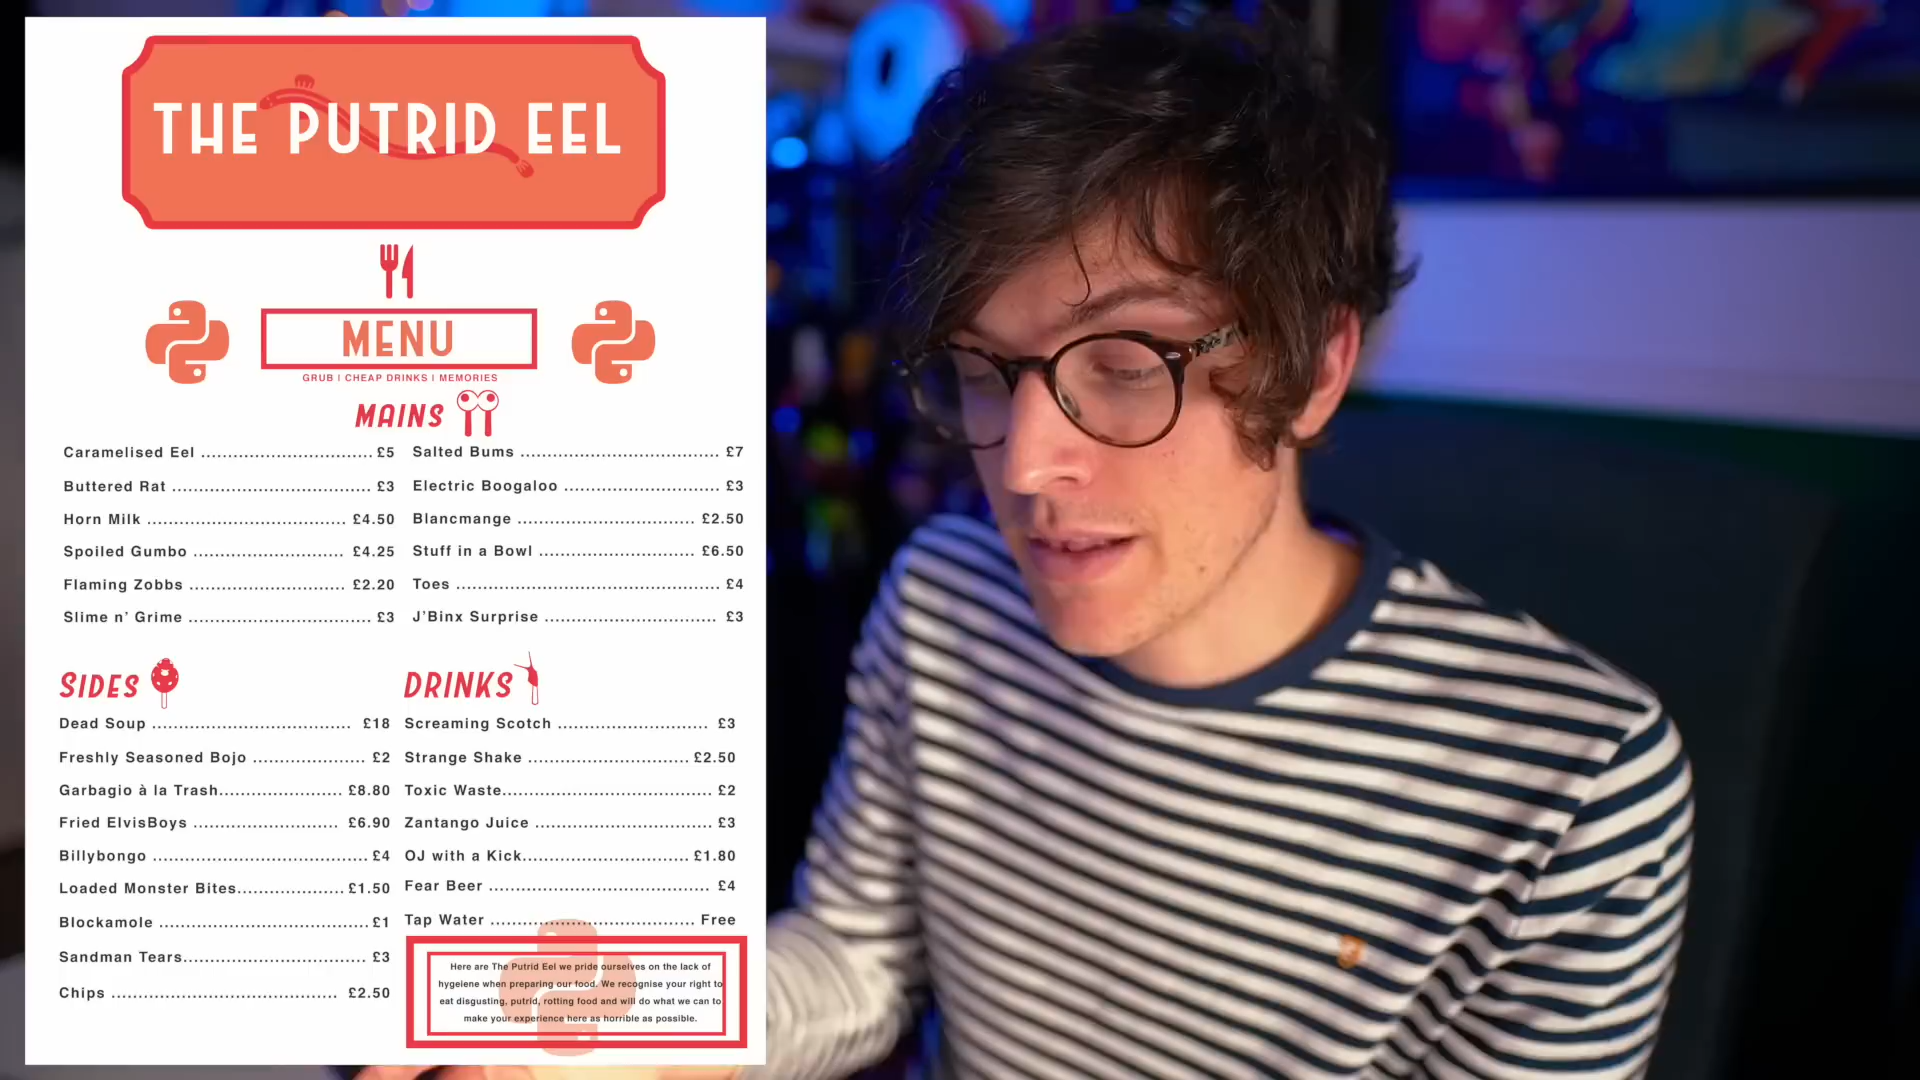 THE PUTRID EEL
MENU
GRUB | CHEAP DRINKS | MEMORIES
MAINS
Caramelised Eel .............................. £5
Buttered Rat ................................... £3
Horn Milk ................................... £4.50
Spoiled Gumbo .......................... £4.25
Flaming Zobbs ........................... £2.20
Slime n' Grime ................................ £3
Salted Bums ................................... £7
Electric Boogaloo ........................... £3
Blancmange ............................... £2.50
Stuff in a Bowl ........................... £6.50
Toes .............................................. £4
J'Binx Surprise .............................. £3
SIDES
Dead Soup ................................... £18
Freshly Seasoned Bojo .................... £2
Garbagio à la Trash..................... £8.80
Fried ElvisBoys ......................... £6.90
Billybongo ...................................... £4
Loaded Monster Bites................... £1.50
Blockamole ..................................... £1
Sandman Tears................................ £3
Chips ....................................... £2.50
DRINKS
Screaming Scotch .......................... £3
Strange Shake ............................ £2.50
Toxic Waste..................................... £2
Zantango Juice ............................... £3
OJ with a Kick............................. £1.80
Fear Beer ....................................... £4
Tap Water .................................... Free
Here are The Putrid Eel we pride ourselves on the lack of
hygeiene when preparing our food. We recognise your right to
eat disgusting, putrid, rotting food and will do what we can to
make your experience here as horrible as possible.